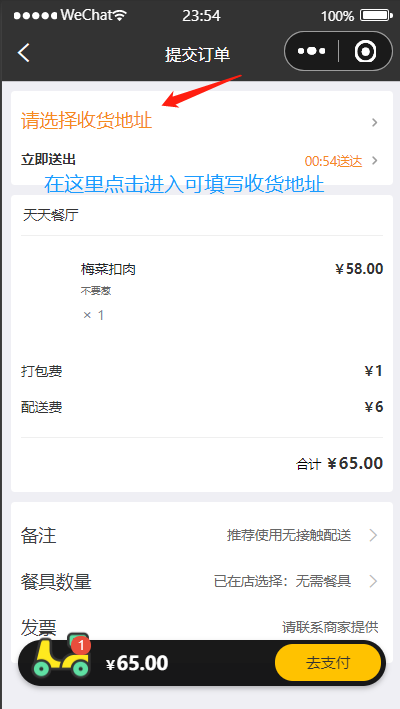 WeChat 23:54 100%
提交订单
请选择收货地址
立即送出 00:54送达
在这里点击进入可填写收货地址
天天餐厅
梅菜扣肉 ¥58.00
不要葱
× 1
打包费 ¥1
配送费 ¥6
合计 ¥65.00
备注 推荐使用无接触配送
餐具数量 已在店选择：无需餐具
发票 请联系商家提供
1
¥65.00 去支付